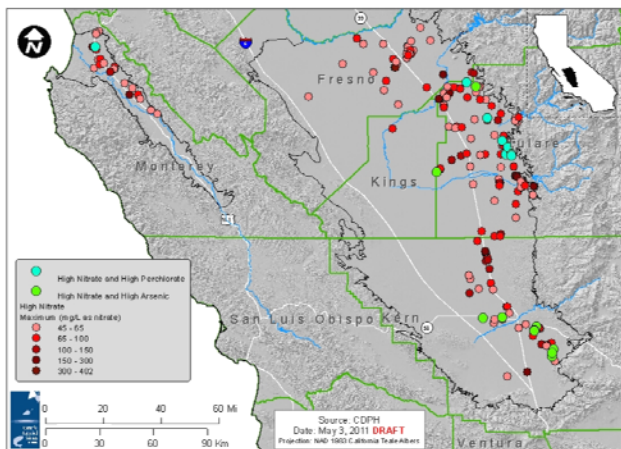 N
99
5
Fresno
Tulare
Monterey
Kings
101
High Nitrate and High Perchlorate
High Nitrate and High Arsenic
High Nitrate
Maximum (mg/L as nitrate)
45 - 65
65 - 100
100 - 150
150 - 300
300 - 402
San Luis Obispo
Kern
58
0 20 40 60 Mi
0 30 60 90 Km
Source: CDPH
Date: May 3, 2011 DRAFT
Projection: NAD 1983 California Teale Albers
Ventura